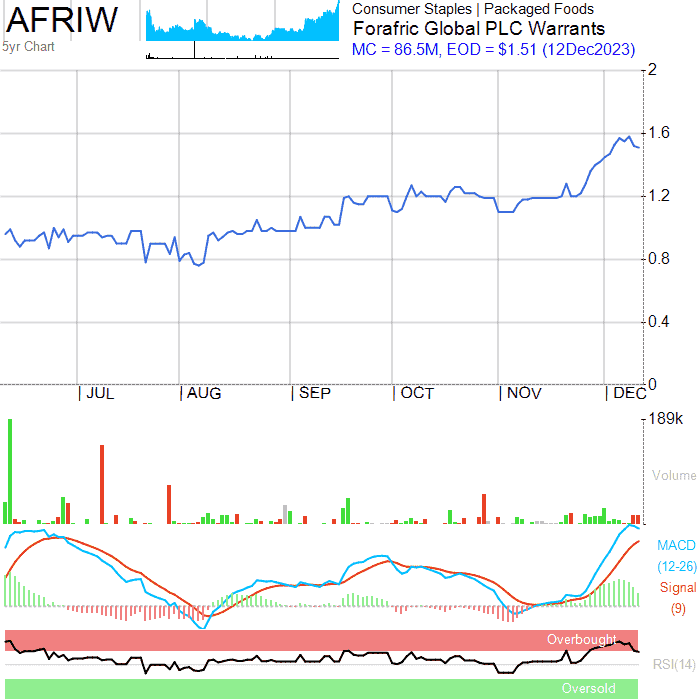 AFRIW
5yr Chart
Consumer Staples | Packaged Foods
Forafric Global PLC Warrants
MC = 86.5M, EOD = $1.51 (12Dec2023)
2
1.6
1.2
0.8
0.4
0
JUL AUG SEP OCT NOV DEC
189k
Volume
MACD
(12-26)
Signal
(9)
Overbought
RSI(14)
Oversold